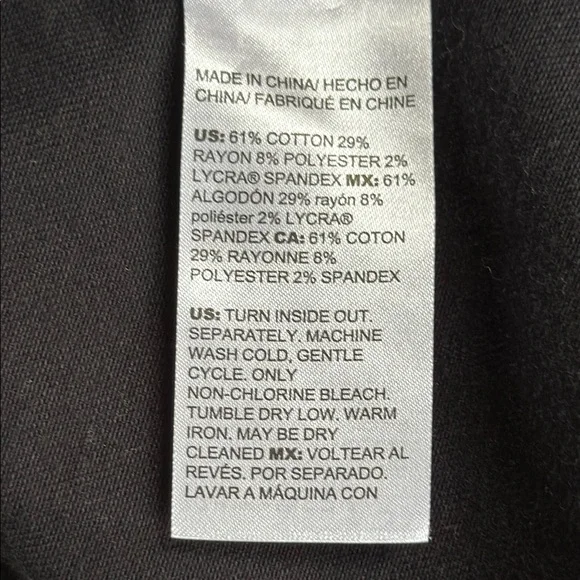 MADE IN CHINA/ HECHO EN
CHINA/ FABRIQUÉ EN CHINE
US: 61% COTTON 29%
RAYON 8% POLYESTER 2%
LYCRA® SPANDEX MX: 61%
ALGODÓN 29% rayón 8%
poliéster 2% LYCRA®
SPANDEX CA: 61% COTON
29% RAYONNE 8%
POLYESTER 2% SPANDEX
US: TURN INSIDE OUT.
SEPARATELY. MACHINE
WASH COLD, GENTLE
CYCLE. ONLY
NON-CHLORINE BLEACH.
TUMBLE DRY LOW. WARM
IRON. MAY BE DRY
CLEANED MX: VOLTEAR AL
REVÉS. POR SEPARADO.
LAVAR A MÁQUINA CON